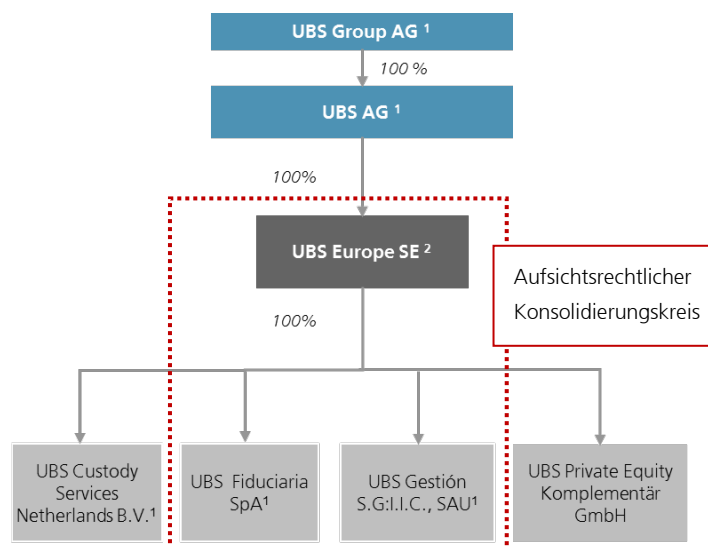 UBS Group AG ¹
100 %
UBS AG ¹
100%
UBS Europe SE ²
Aufsichtsrechtlicher
Konsolidierungskreis
100%
UBS Custody
Services
Netherlands B.V.¹
UBS Fiduciaria
SpA¹
UBS Gestión
S.G:I.I.C., SAU¹
UBS Private Equity
Komplementär
GmbH